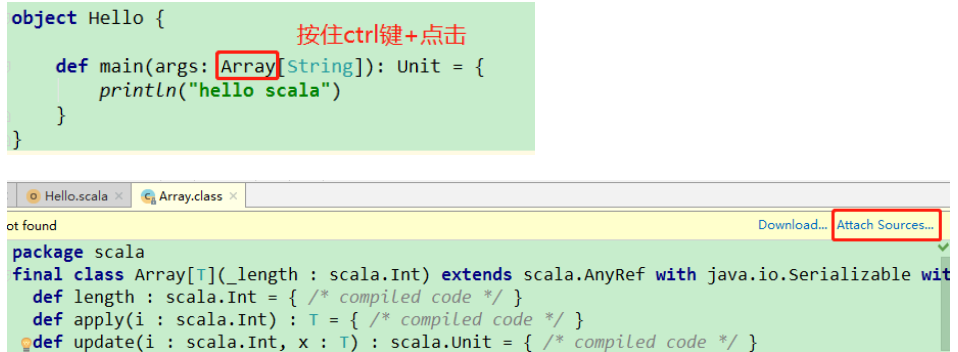 object Hello {
按住ctrl键+点击
def main(args: Array[String]): Unit = {
println("hello scala")
}
}
Hello.scala
Array.class
ot found
Download... Attach Sources...
package scala
final class Array[T](_length : scala.Int) extends scala.AnyRef with java.io.Serializable wit
def length : scala.Int = { /* compiled code */ }
def apply(i : scala.Int) : T = { /* compiled code */ }
def update(i : scala.Int, x : T) : scala.Unit = { /* compiled code */ }